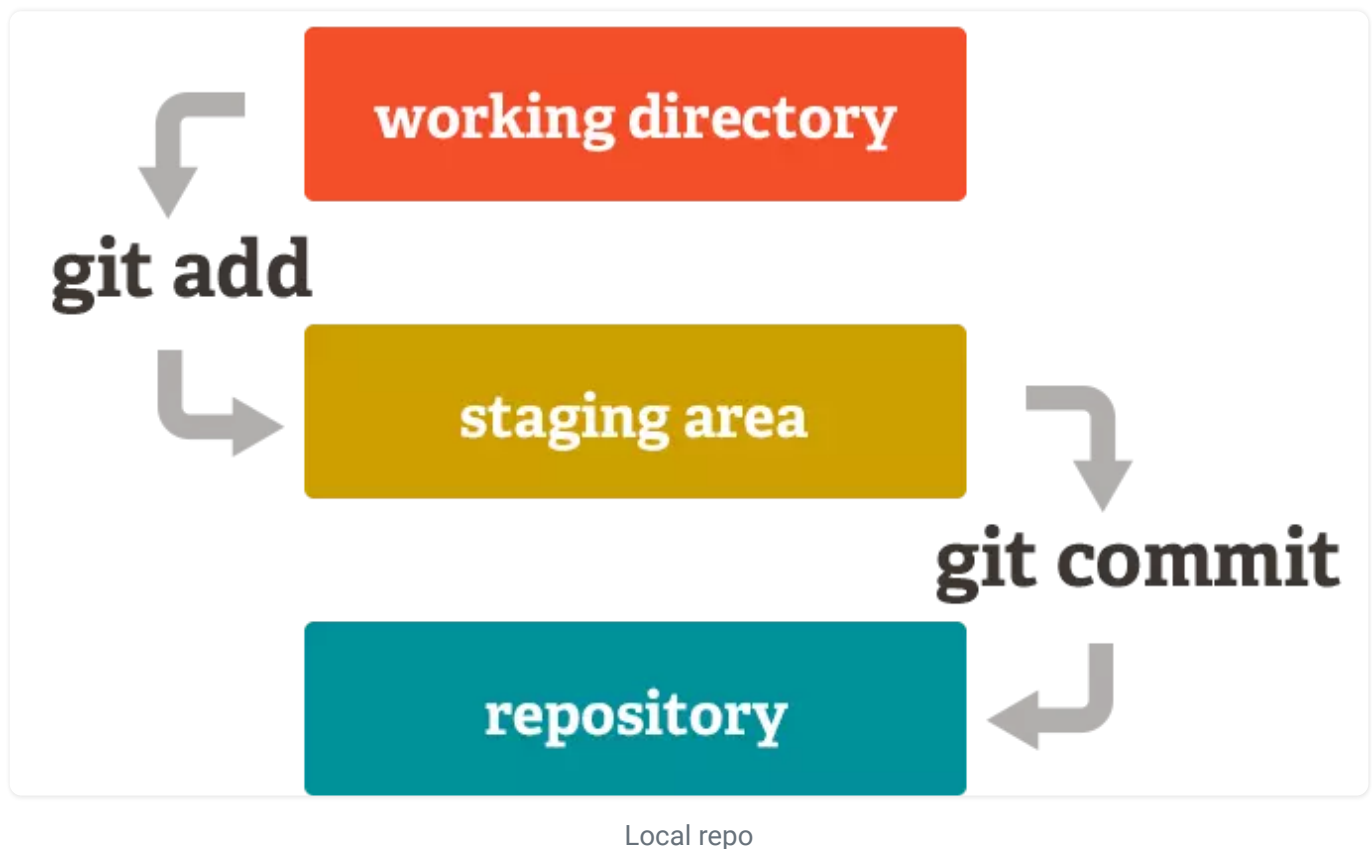 working directory
git add
staging area
git commit
repository
Local repo